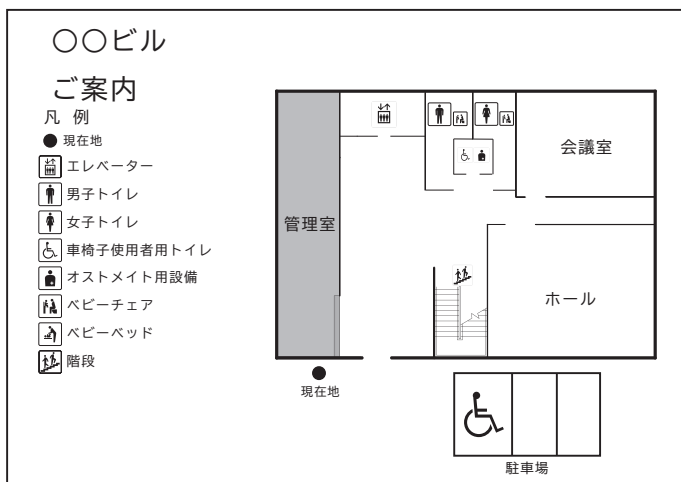 〇〇ビル
ご案内
凡 例
現在地
エレベーター
男子トイレ
女子トイレ
車椅子使用者用トイレ
オストメイト用設備
ベビーチェア
ベビーベッド
階段
会議室
管理室
ホール
現在地
駐車場